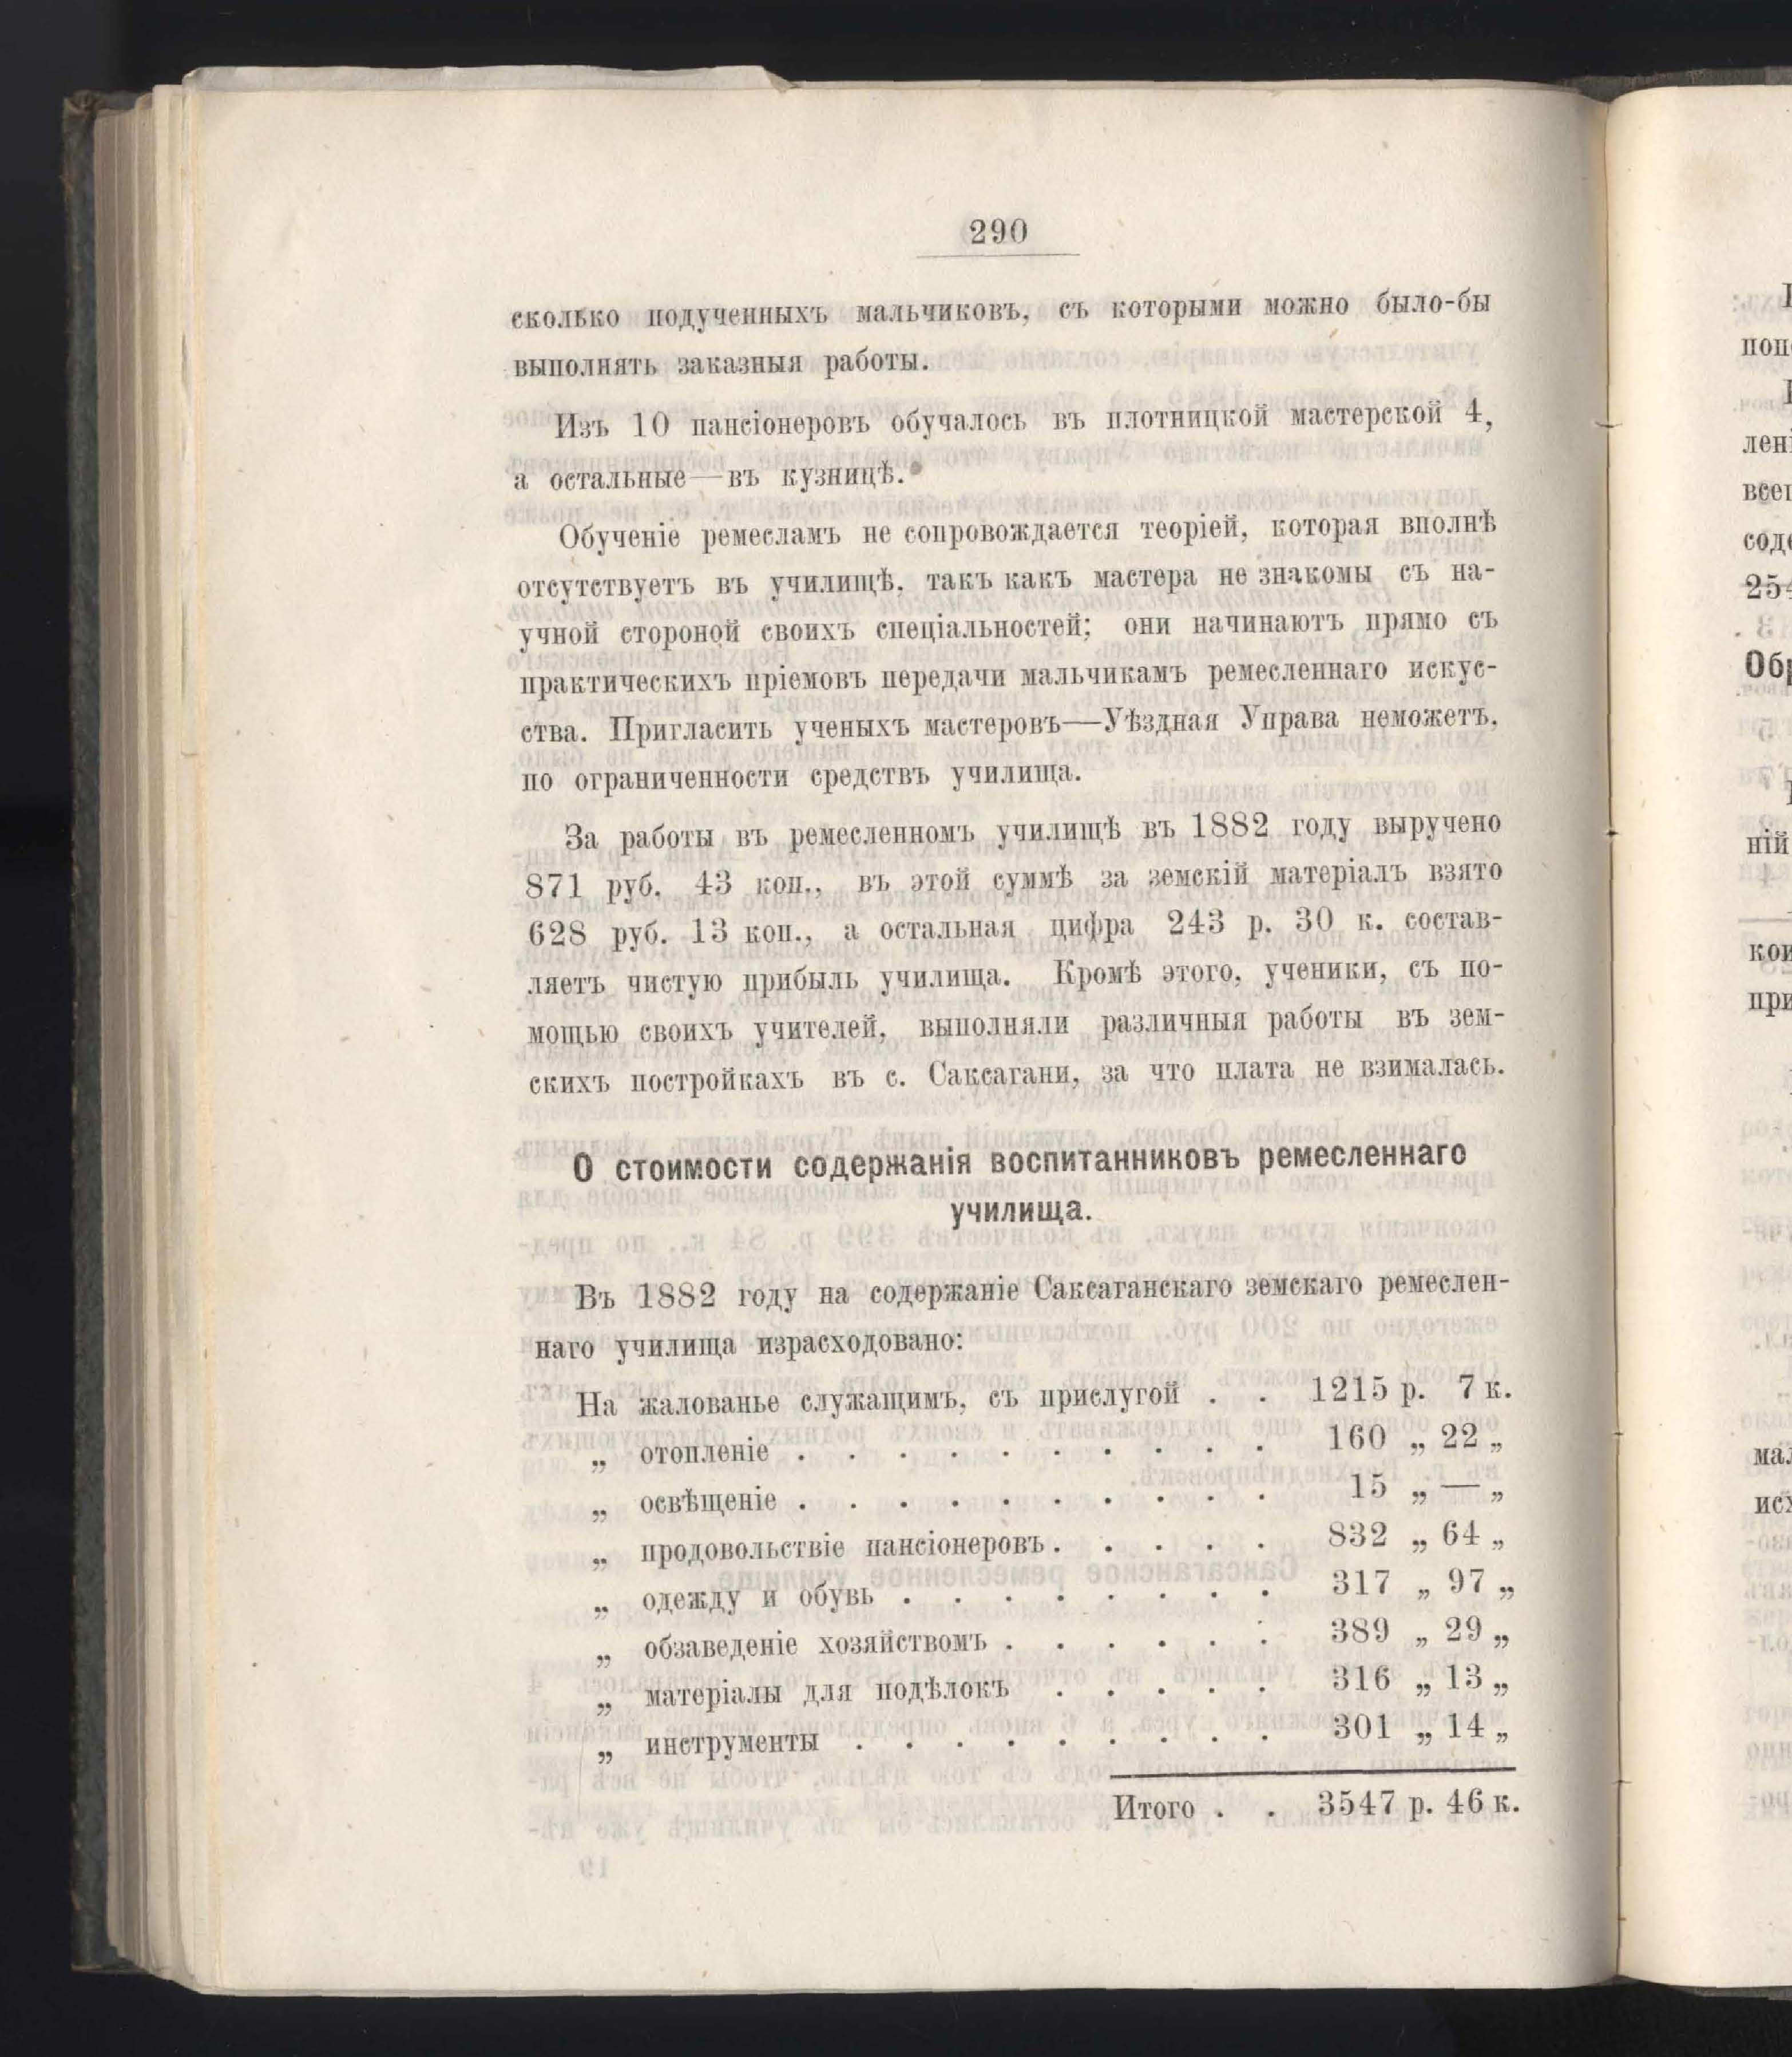 290
сколько подученныхъ мальчиковъ, съ которыми можно было-бы
выполнять заказныя работы.
Изъ 10 пансіонеровъ обучалось въ плотницкой мастерской 4,
а остальные—въ кузницѣ.
Обученіе ремесламъ не сопровождается теоріей, которая вполнѣ
отсутствуетъ въ училищѣ, такъ какъ мастера не знакомы съ на-
учной стороной своихъ спеціальностей; они начинаютъ прямо съ
практическихъ пріемовъ передачи мальчикамъ ремесленнаго искус-
ства. Пригласить ученыхъ мастеровъ—Уѣздная Управа неможетъ,
по ограниченности средствъ училища.
За работы въ ремесленномъ училищѣ въ 1882 году выручено
871 руб. 43 коп., въ этой суммѣ за земскій матеріалъ взято
628 руб. 13 коп., а остальная цифра 243 р. 30 к. состав-
ляетъ чистую прибыль училища. Кромѣ этого, ученики, съ по-
мощью своихъ учителей, выполняли различныя работы въ зем-
скихъ постройкахъ въ с. Саксагани, за что плата не взималась.
О стоимости содержанія воспитанниковъ ремесленнаго
училища.
Въ 1882 году на содержаніе Саксаганскаго земскаго ремеслен-
наго училища израсходовано:
На жалованье служащимъ, съ прислугой . . 1215 р. 7 к.
„ отопленіе . . . . . . . . . . 160 „ 22 „
„ освѣщеніе . . . . . . . . . . 15 „ — „
„ продовольствіе пансіонеровъ . . . . . 832 „ 64 „
„ одежду и обувь . . . . . . . . 317 „ 97 „
„ обзаведеніе хозяйствомъ . . . . . . 389 „ 29 „
„ матеріалы для подѣлокъ . . . . . 316 „ 13 „
„ инструменты . . . . . . . . . 301 „ 14 „
Итого . . 3547 р. 46 к.